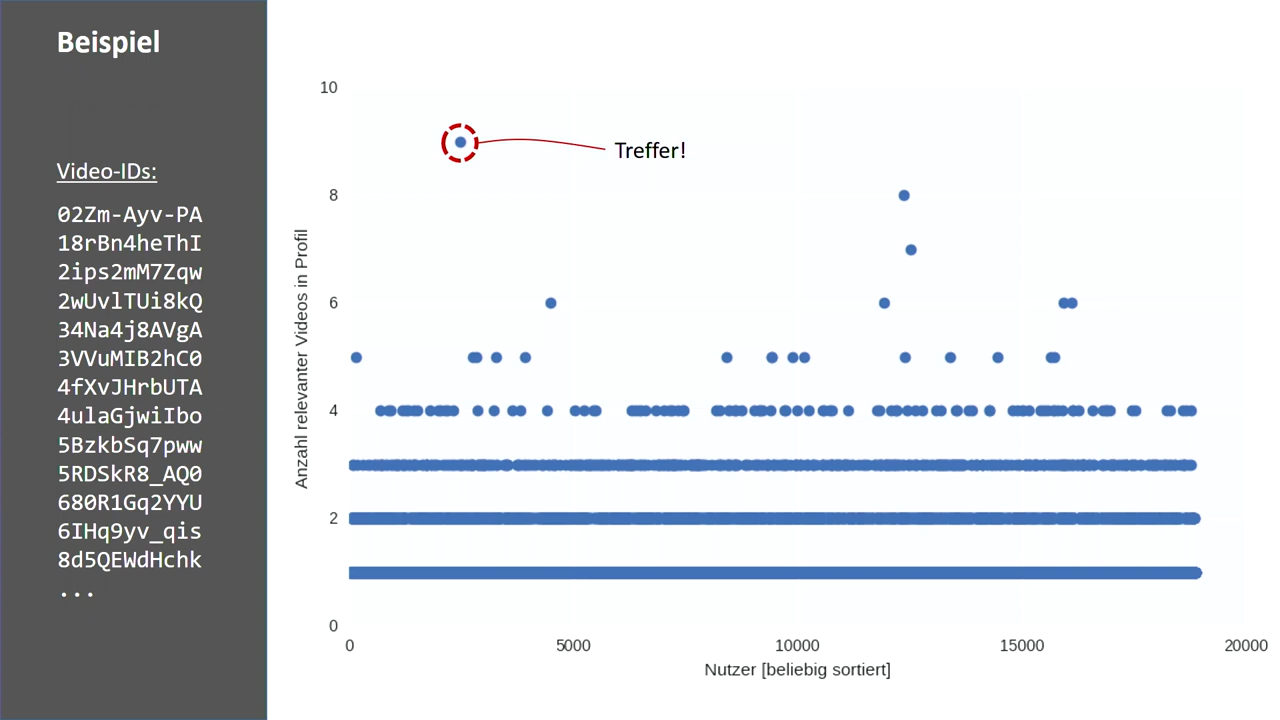 Beispiel
Video-IDs:
02Zm-Ayv-PA
18rBn4heThI
2ips2mM7Zqw
2wUvlTUi8kQ
34Na4j8AVgA
3VVuMIB2hC0
4fXvJHrbUTA
4ulaGjwiIbo
5BzkbSq7pww
5RDSkR8_AQ0
680R1Gq2YYU
6IHq9yv_qis
8d5QEWdHchk
...
Anzahl relevanter Videos in Profil
10
8
6
4
2
0
Treffer!
0 5000 10000 15000 20000
Nutzer [beliebig sortiert]